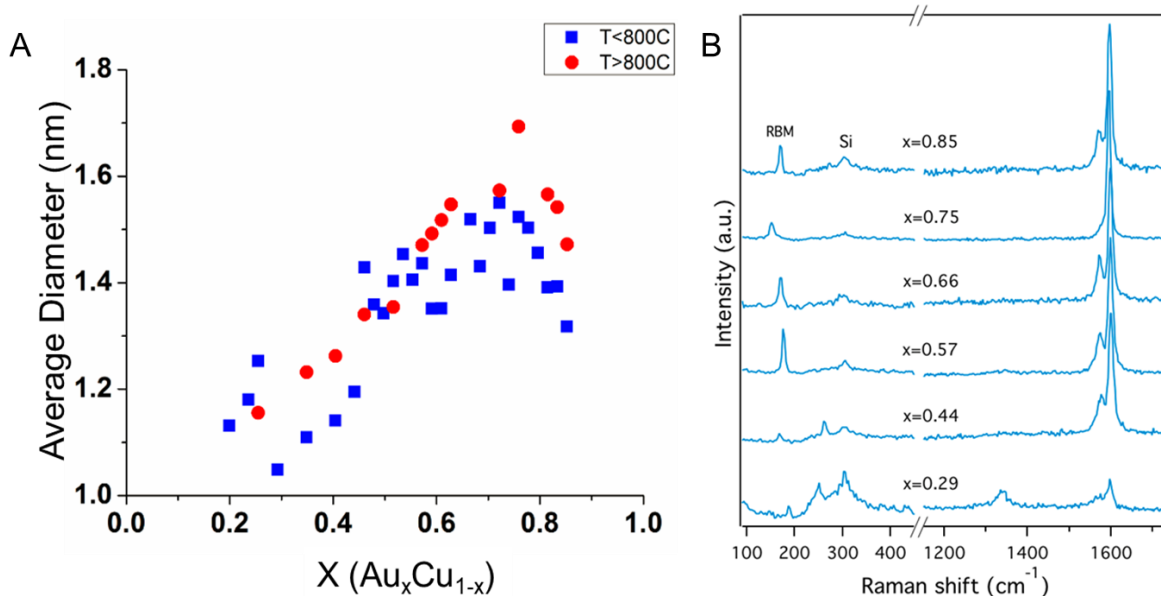 A
T<800C
T>800C
Average Diameter (nm)
1.8
1.6
1.4
1.2
1.0
0.0 0.2 0.4 0.6 0.8 1.0
X (AuxCu1-x)
B
RBM
Si
x=0.85
x=0.75
x=0.66
x=0.57
x=0.44
x=0.29
Intensity (a.u.)
100 200 300 400 1200 1400 1600
Raman shift (cm-1)